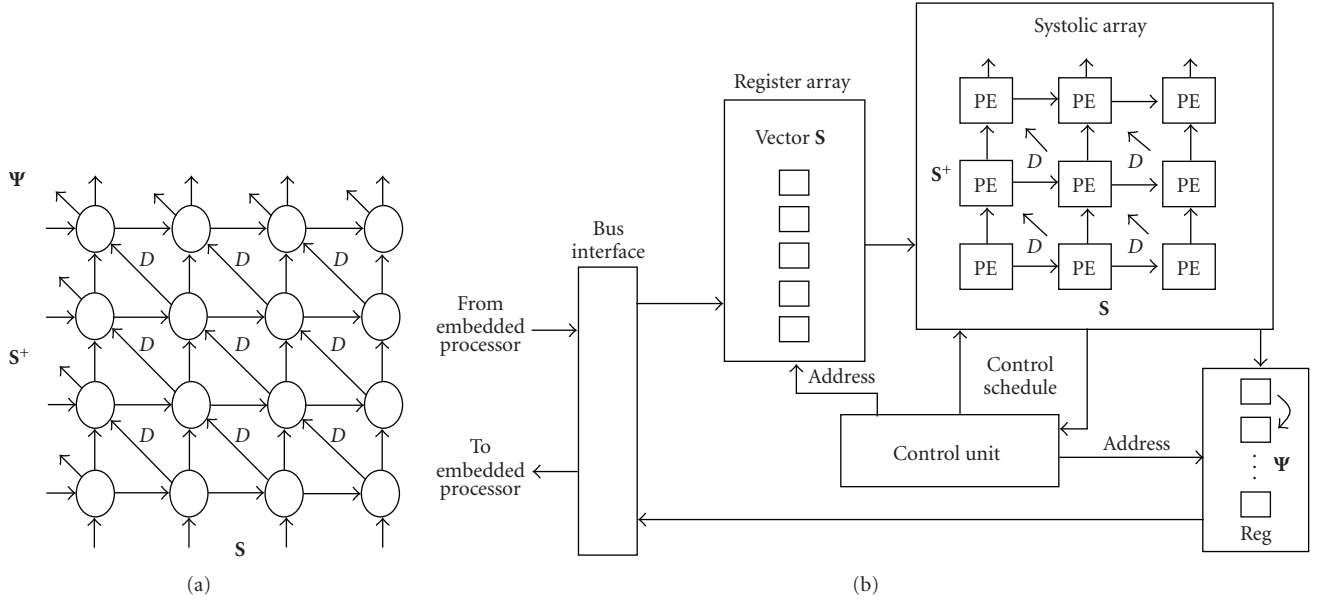 Ψ
D
D
D
S+
D
D
D
D
D
D
S
(a)
From
embedded
processor
To
embedded
processor
Bus
interface
Register array
Vector S
Address
Systolic array
PE
PE
PE
D
D
S+
PE
PE
PE
D
D
PE
PE
PE
S
Control
schedule
Control unit
Address
Ψ
Reg
(b)